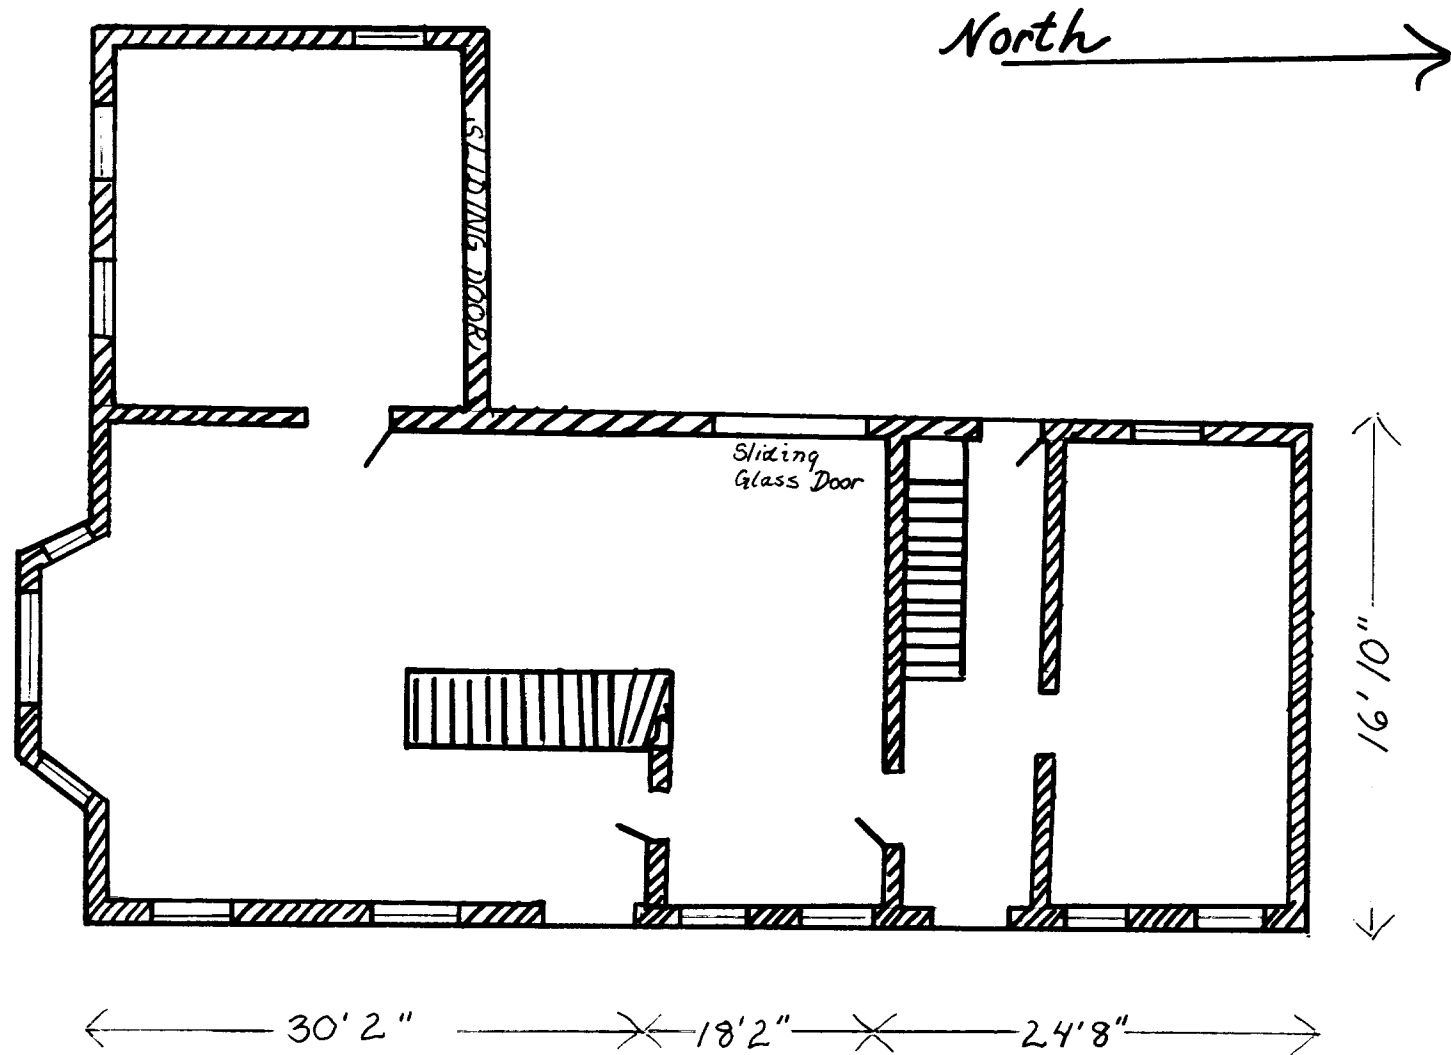 North
SLIDING DOOR
Sliding
Glass Door
16' 10"
30' 2"
18'2"
24'8"